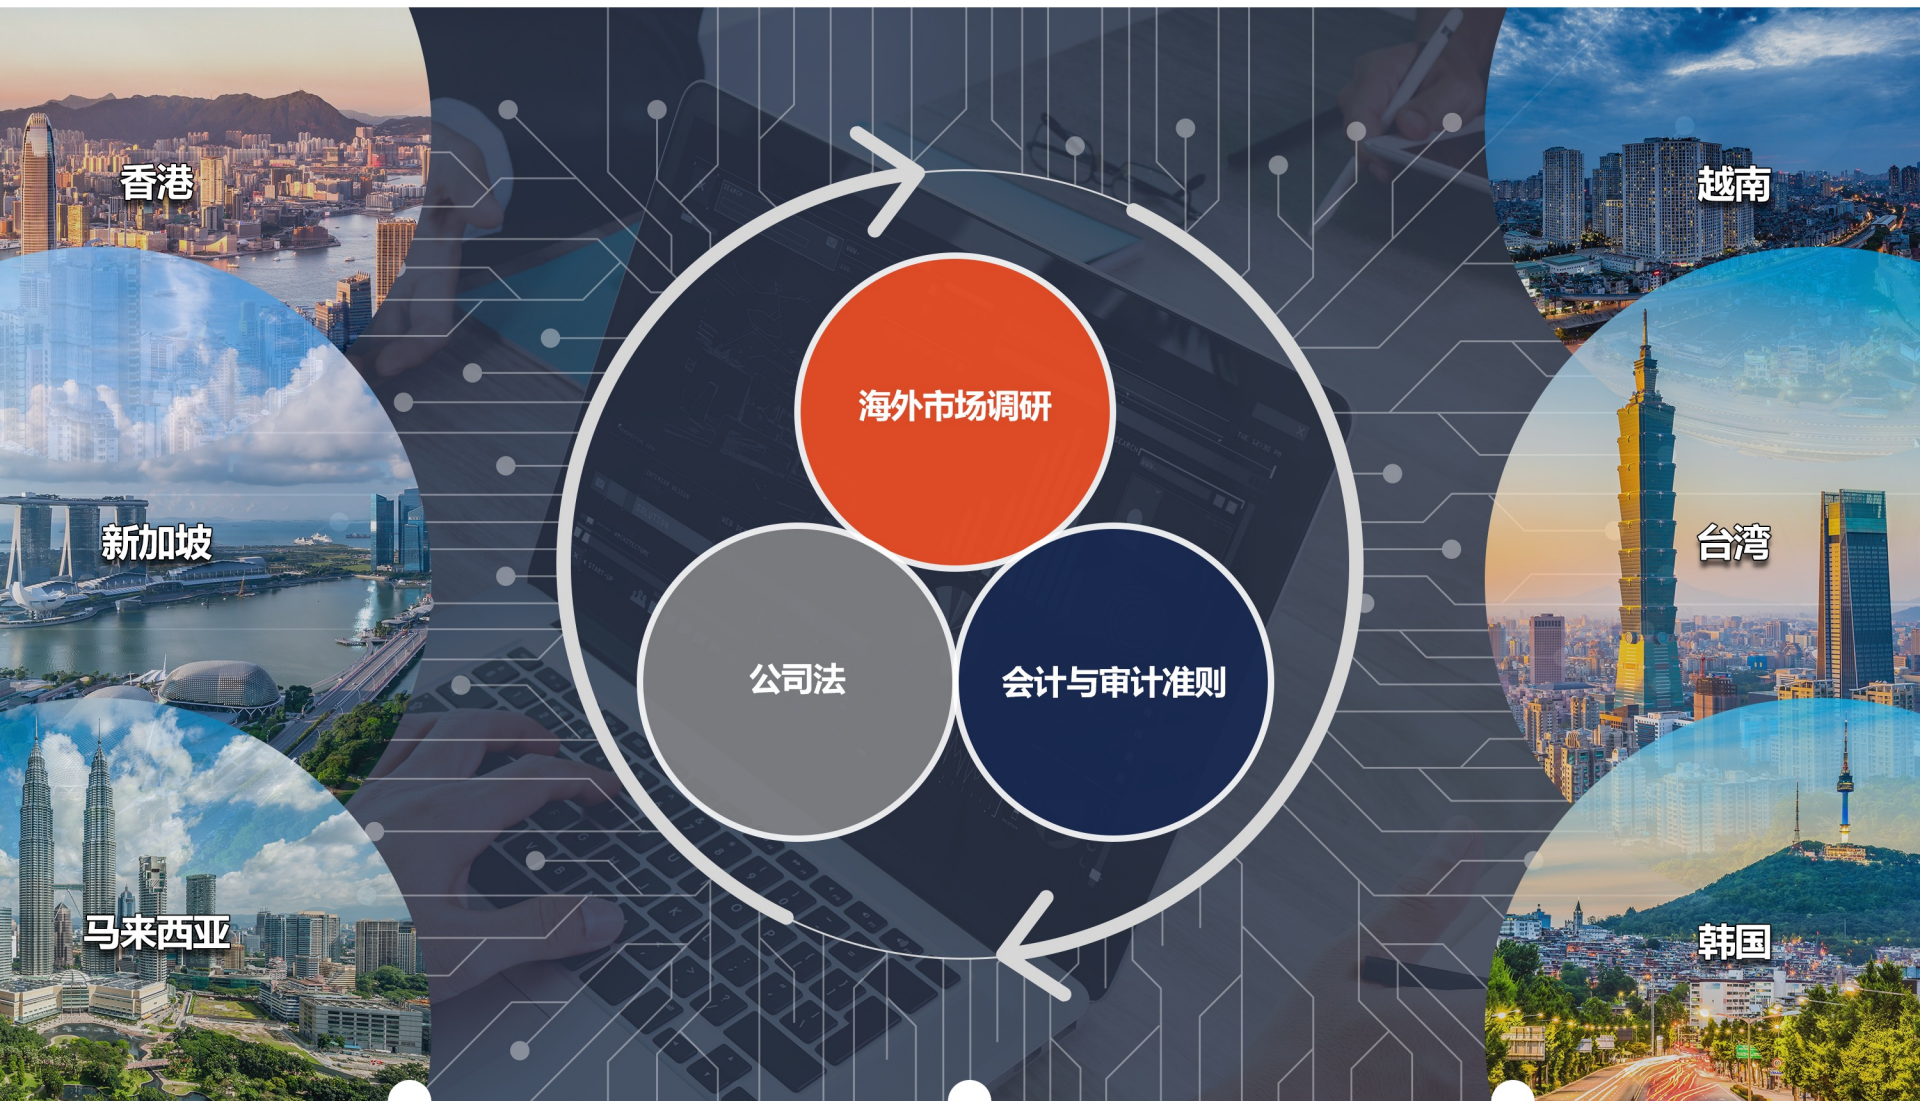 香港
越南
海外市场调研
新加坡
台湾
公司法
会计与审计准则
马来西亚
韩国